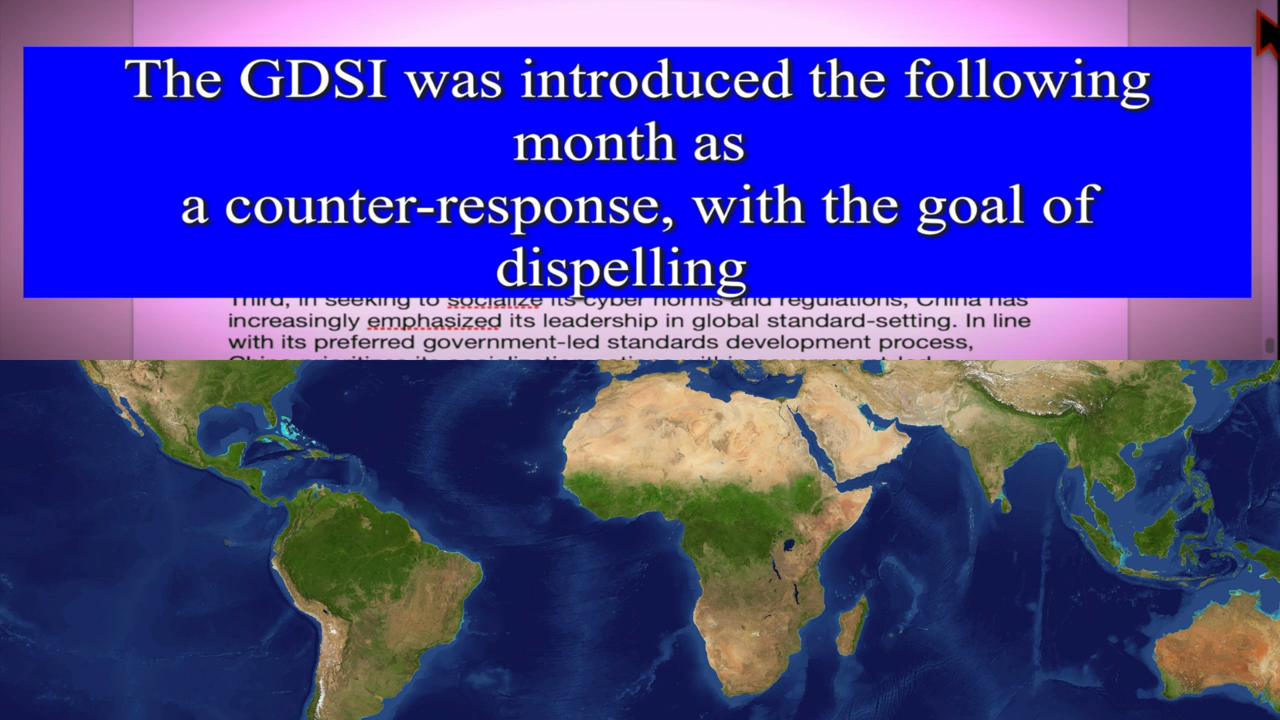 The GDSI was introduced the following
month as
a counter-response, with the goal of
dispelling
Third, in seeking to socialize its cyber norms and regulations, China has
increasingly emphasized its leadership in global standard-setting. In line
with its preferred government-led standards development process,